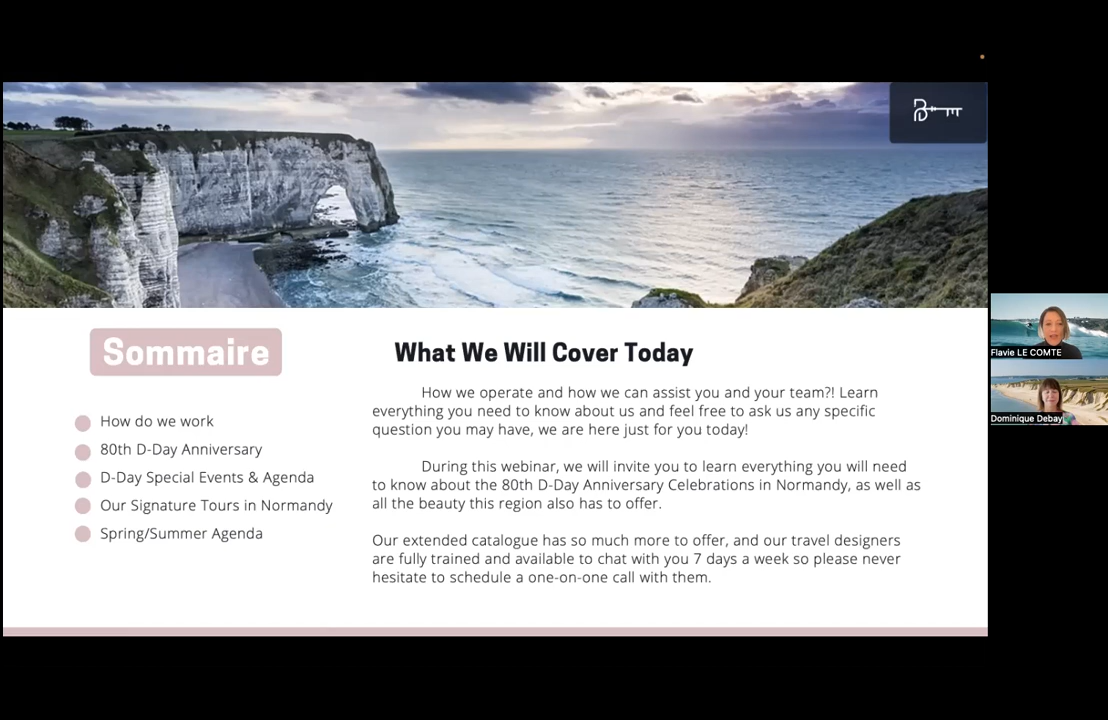 Sommaire
How do we work
80th D-Day Anniversary
D-Day Special Events & Agenda
Our Signature Tours in Normandy
Spring/Summer Agenda
What We Will Cover Today
How we operate and how we can assist you and your team?! Learn
everything you need to know about us and feel free to ask us any specific
question you may have, we are here just for you today!
During this webinar, we will invite you to learn everything you will need
to know about the 80th D-Day Anniversary Celebrations in Normandy, as well as
all the beauty this region also has to offer.
Our extended catalogue has so much more to offer, and our travel designers
are fully trained and available to chat with you 7 days a week so please never
hesitate to schedule a one-on-one call with them.
Flavie LE COMTE
Dominique Debay